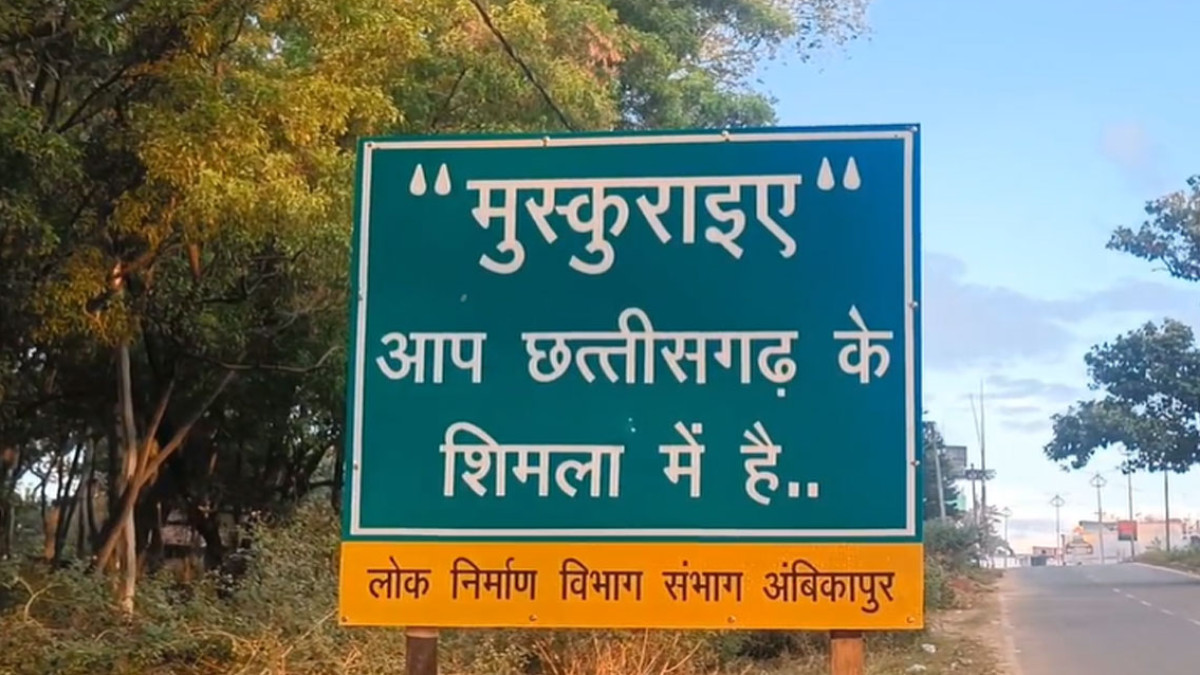 “मुस्कुराइए“
आप छत्तीसगढ़ के
शिमला में है..
लोक निर्माण विभाग संभाग अंबिकापुर